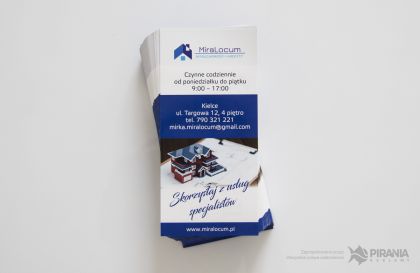 MiraLocum
Czynne codziennie
od poniedziałku do piątku
9:00 – 17:00
Kielce
ul. Targowa 12, 4 piętro
tel. 790 321 221
mirka.miralocum@gmail.com
Skorzystaj z usług
specjalistów
www.miralocum.pl
PIRANIA